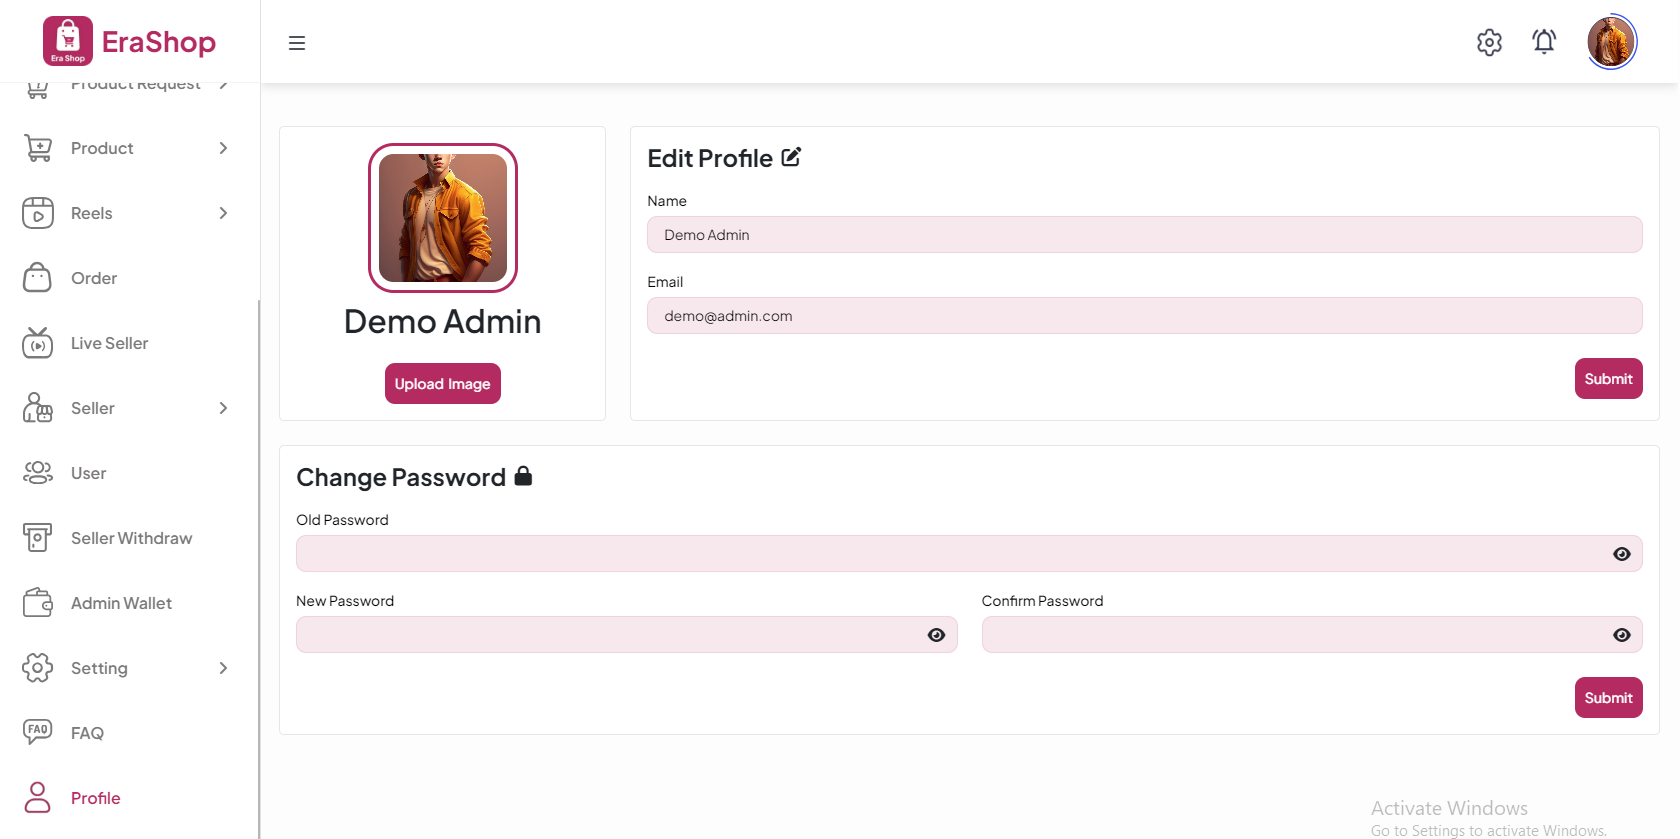 Era Shop
EraShop
Product Request
Product
Reels
Order
Live Seller
Seller
User
Seller Withdraw
Admin Wallet
Setting
FAQ
FAQ
Profile
Demo Admin
Upload Image
Edit Profile
Name
Demo Admin
Email
demo@admin.com
Submit
Change Password
Old Password
New Password
Confirm Password
Submit
Activate Windows
Go to Settings to activate Windows.